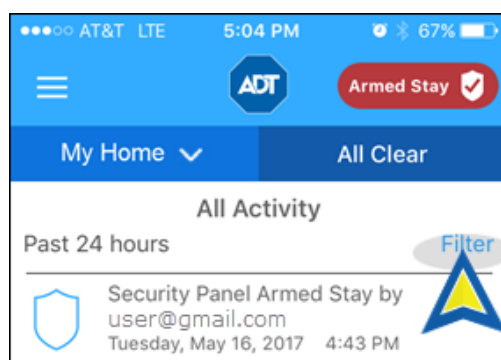 ●●●○○ AT&T LTE 5:04 PM 67%
ADT
Armed Stay
My Home All Clear
All Activity
Past 24 hours Filter
Security Panel Armed Stay by
user@gmail.com
Tuesday, May 16, 2017 4:43 PM